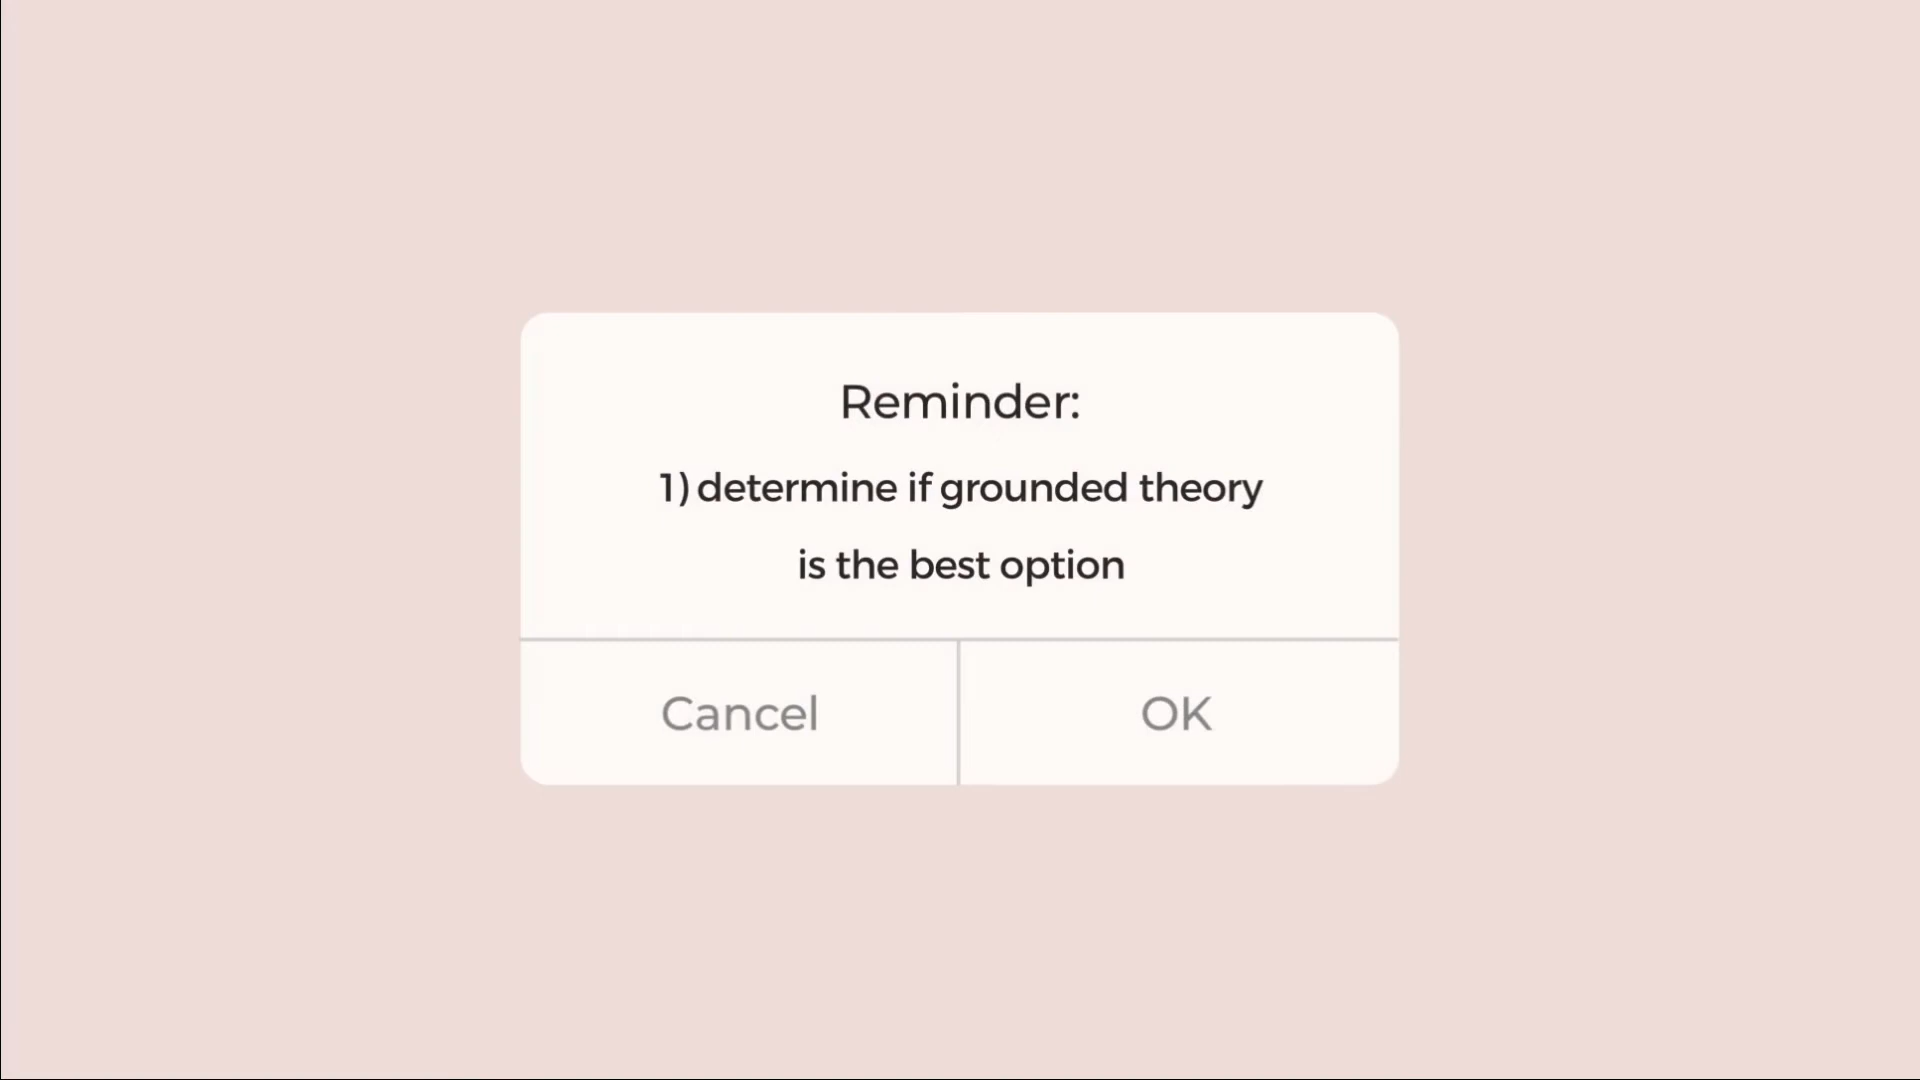 Reminder:
1) determine if grounded theory
is the best option
Cancel
OK